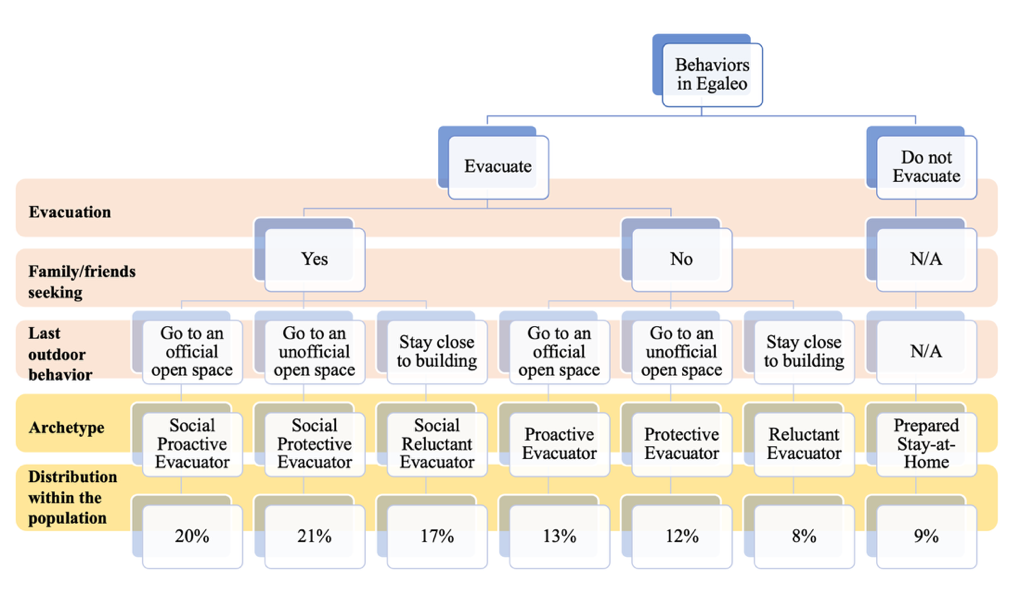 Behaviors
in Egaleo
Evacuate
Do not
Evacuate
Evacuation
Yes
No
N/A
Family/friends
seeking
Last
outdoor
behavior
Go to an
official
open space
Go to an
unofficial
open space
Stay close
to building
Go to an
official
open space
Go to an
unofficial
open space
Stay close
to building
N/A
Archetype
Social
Proactive
Evacuator
Social
Protective
Evacuator
Social
Reluctant
Evacuator
Proactive
Evacuator
Protective
Evacuator
Reluctant
Evacuator
Prepared
Stay-at-
Home
Distribution
within the
population
20%
21%
17%
13%
12%
8%
9%